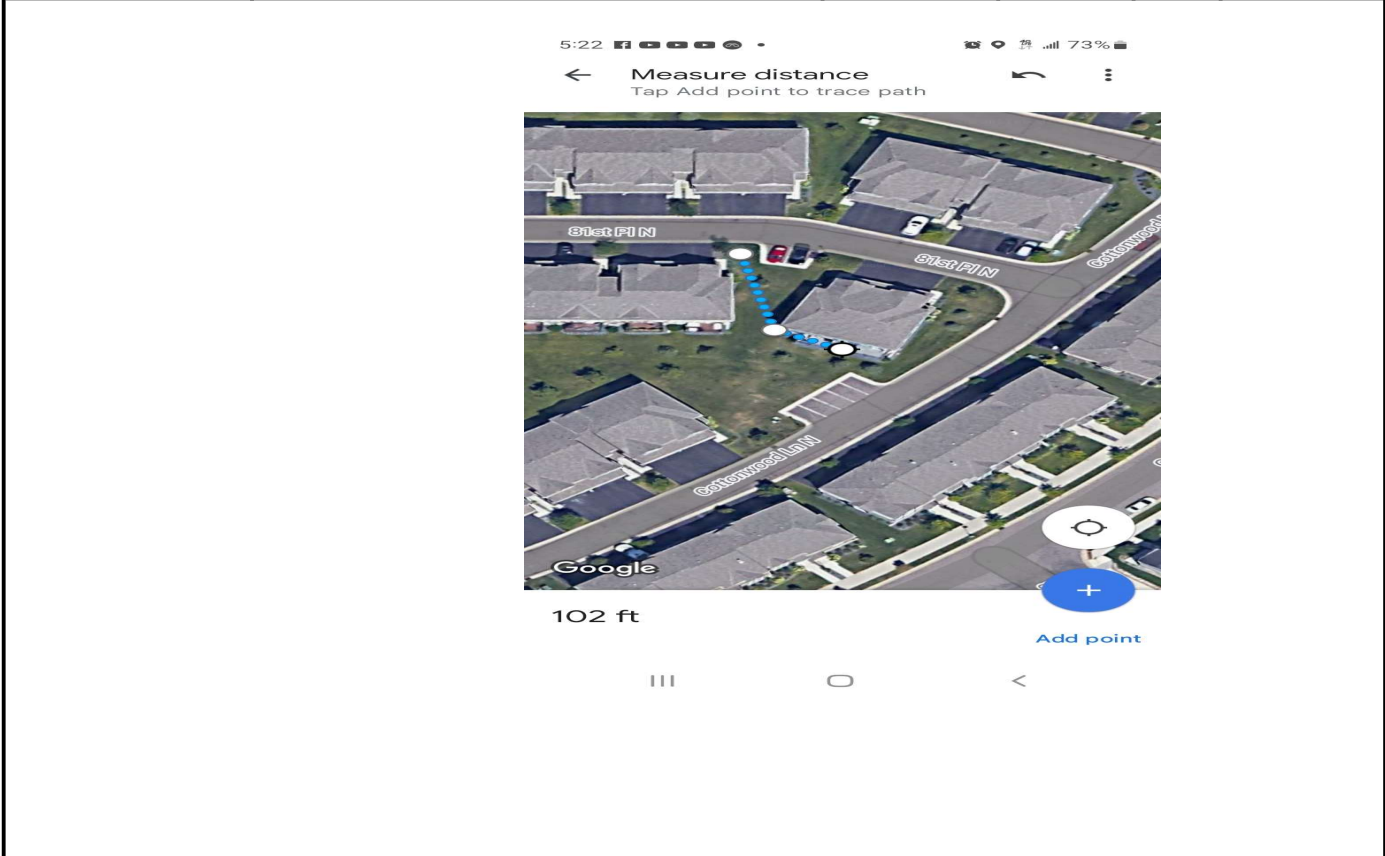 5:22 73%
Measure distance
Tap Add point to trace path
81st Pl N
81st Pl N
Cottonwood
Cottonwood Ln N
Google
102 ft
Add point